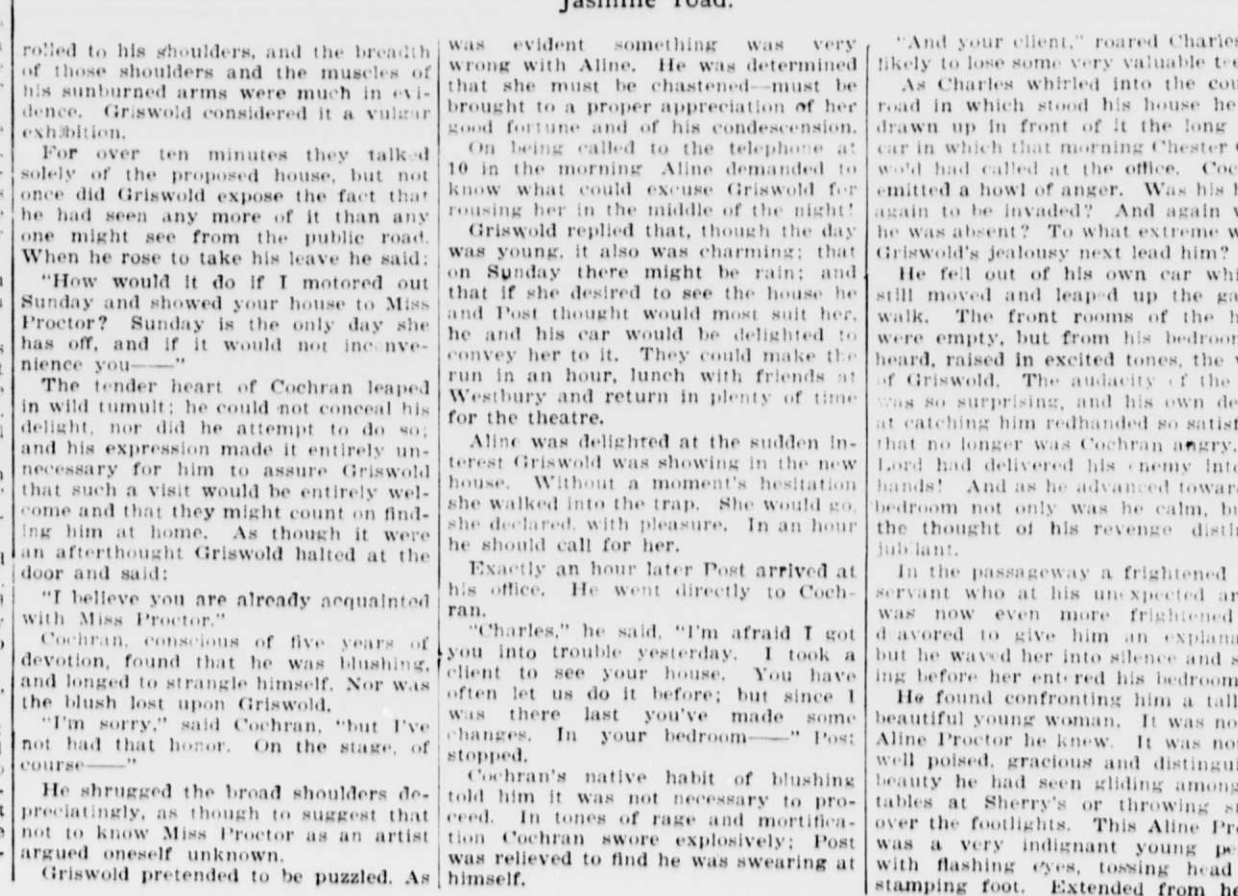 Jasmine road.
rolled to his shoulders, and the breadth
of those shoulders and the muscles of
his sunburned arms were much in evi-
dence. Griswold considered it a vulgar
exhibition.
For over ten minutes they talked
solely of the proposed house, but not
once did Griswold expose the fact that
he had seen any more of it than any
one might see from the public road.
When he rose to take his leave he said:
"How would it do if I motored out
Sunday and showed your house to Miss
Proctor? Sunday is the only day she
has off, and if it would not inconve-
nience you——"
The tender heart of Cochran leaped
in wild tumult; he could not conceal his
delight, nor did he attempt to do so;
and his expression made it entirely un-
necessary for him to assure Griswold
that such a visit would be entirely wel-
come and that they might count on find-
ing him at home. As though it were
an afterthought Griswold halted at the
door and said:
"I believe you are already acquainted
with Miss Proctor."
Cochran, conscious of five years of
devotion, found that he was blushing,
and longed to strangle himself. Nor was
the blush lost upon Griswold.
"I'm sorry," said Cochran, "but I've
not had that honor. On the stage, of
course——"
He shrugged the broad shoulders de-
preciatingly, as though to suggest that
not to know Miss Proctor as an artist
argued oneself unknown.
Griswold pretended to be puzzled. As
was evident something was very
wrong with Aline. He was determined
that she must be chastened—must be
brought to a proper appreciation of her
good fortune and of his condescension.
On being called to the telephone at
10 in the morning Aline demanded to
know what could excuse Griswold for
rousing her in the middle of the night!
Griswold replied that, though the day
was young, it also was charming; that
on Sunday there might be rain; and
that if she desired to see the house he
and Post thought would most suit her,
he and his car would be delighted to
convey her to it. They could make the
run in an hour, lunch with friends at
Westbury and return in plenty of time
for the theatre.
Aline was delighted at the sudden in-
terest Griswold was showing in the new
house. Without a moment's hesitation
she walked into the trap. She would go,
she declared, with pleasure. In an hour
he should call for her.
Exactly an hour later Post arrived at
his office. He went directly to Coch-
ran.
"Charles," he said, "I'm afraid I got
you into trouble yesterday. I took a
client to see your house. You have
often let us do it before; but since I
was there last you've made some
changes. In your bedroom——" Post
stopped.
Cochran's native habit of blushing
told him it was not necessary to pro-
ceed. In tones of rage and mortifica-
tion Cochran swore explosively; Post
was relieved to find he was swearing at
himself.
"And your client," roared Charles
likely to lose some very valuable
As Charles whirled into the
road in which stood his house he
drawn up in front of it the long
car in which that morning Chester
wold had called at the office.
emitted a howl of anger. Was his
again to be invaded? And again
he was absent? To what extreme
Griswold's jealousy next lead him?
He fell out of his own car
still moved and leaped up the
walk. The front rooms of the
were empty, but from his
heard, raised in excited tones, the
of Griswold. The audacity of the
was so surprising, and his own
at catching him redhanded so
that no longer was Cochran angry.
Lord had delivered his enemy
hands! And as he advanced
bedroom not only was he calm,
the thought of his revenge
jubilant.
In the passageway a frightened
servant who at his unexpected
was now even more frightened
deavored to give him an
but he waved her into silence and
ing before her entered his bedroom
He found confronting him a tall
beautiful young woman. It was
Aline Proctor he knew. It was
well poised, gracious and
beauty he had seen gliding among
tables at Sherry's or throwing
over the footlights. This Aline
was a very indignant young
with flashing eyes, tossing head
stamping foot. Extended from